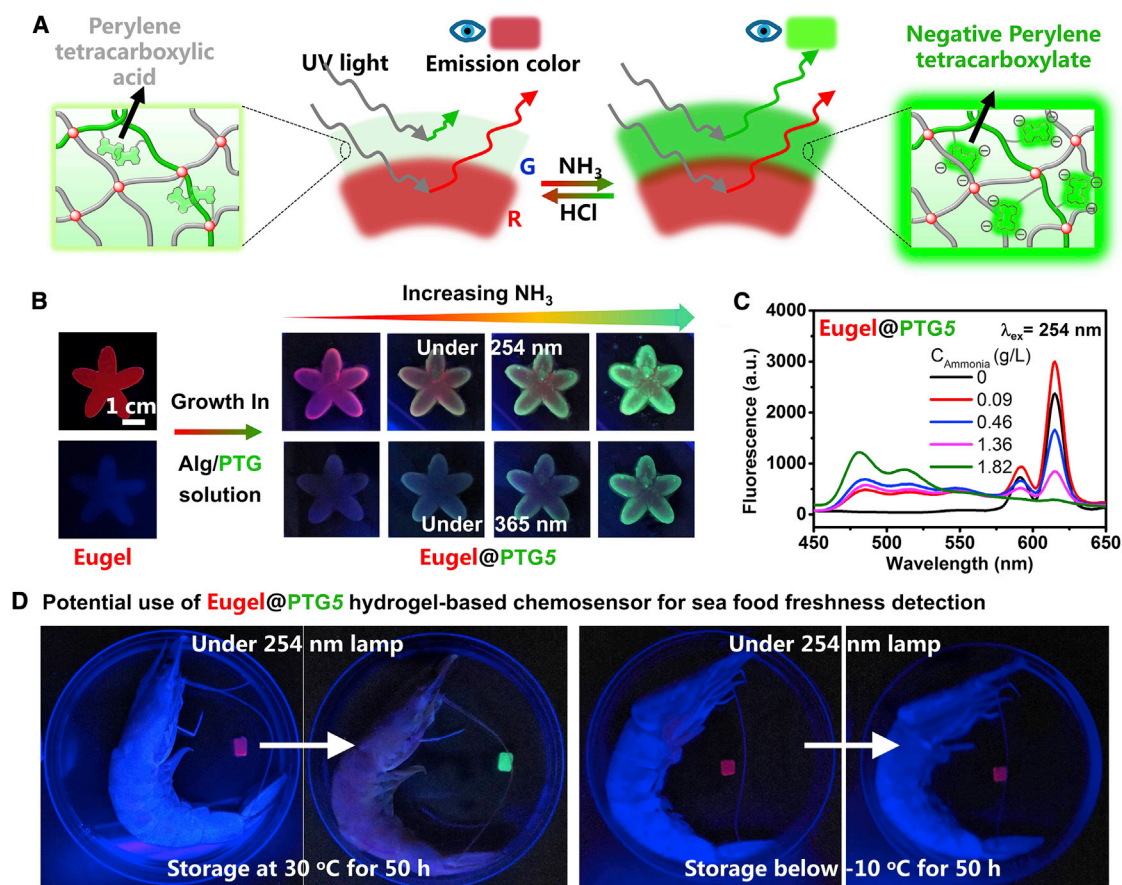 A
Perylene
tetracarboxylic
acid
UV light
Emission color
Negative Perylene
tetracarboxylate
G
R
NH3
HCl
B
Increasing NH3
1 cm
Growth In
Alg/PTG
solution
Under 254 nm
Under 365 nm
Eugel
Eugel@PTG5
C
Eugel@PTG5
λex= 254 nm
CAmmonia (g/L)
0
0.09
0.46
1.36
1.82
Fluorescence (a.u.)
4000
3000
2000
1000
0
450 500 550 600 650
Wavelength (nm)
D Potential use of Eugel@PTG5 hydrogel-based chemosensor for sea food freshness detection
Under 254 nm lamp
Storage at 30 ºC for 50 h
Under 254 nm lamp
Storage below -10 ºC for 50 h